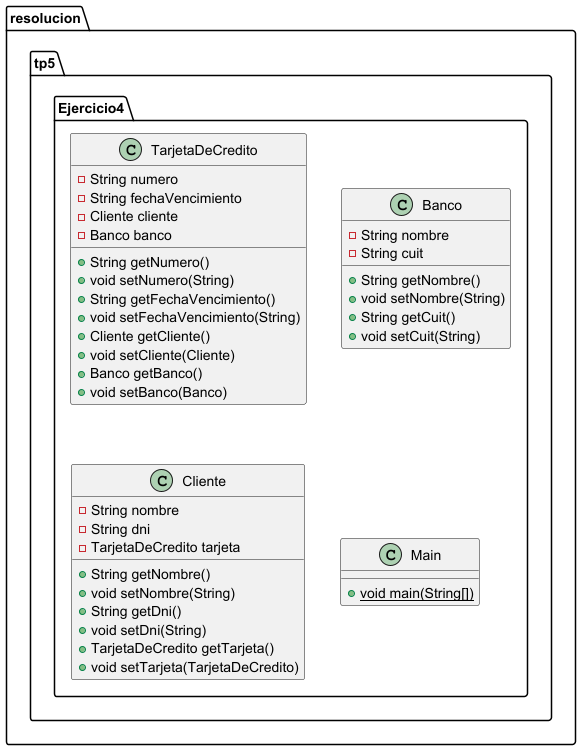 resolucion
tp5
Ejercicio4
C TarjetaDeCredito
String numero
String fechaVencimiento
Cliente cliente
Banco banco
String getNumero()
void setNumero(String)
String getFechaVencimiento()
void setFechaVencimiento(String)
Cliente getCliente()
void setCliente(Cliente)
Banco getBanco()
void setBanco(Banco)
C Banco
String nombre
String cuit
String getNombre()
void setNombre(String)
String getCuit()
void setCuit(String)
C Cliente
String nombre
String dni
TarjetaDeCredito tarjeta
String getNombre()
void setNombre(String)
String getDni()
void setDni(String)
TarjetaDeCredito getTarjeta()
void setTarjeta(TarjetaDeCredito)
C Main
void main(String[])